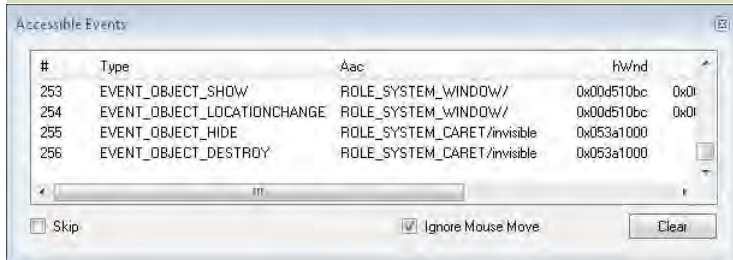 Accessible Events
# Type Aac hWnd
253 EVENT_OBJECT_SHOW ROLE_SYSTEM_WINDOW/ 0x00d510bc
254 EVENT_OBJECT_LOCATIONCHANGE ROLE_SYSTEM_WINDOW/ 0x00d510bc
255 EVENT_OBJECT_HIDE ROLE_SYSTEM_CARET/invisible 0x053a1000
256 EVENT_OBJECT_DESTROY ROLE_SYSTEM_CARET/invisible 0x053a1000
Skip Ignore Mouse Move Clear